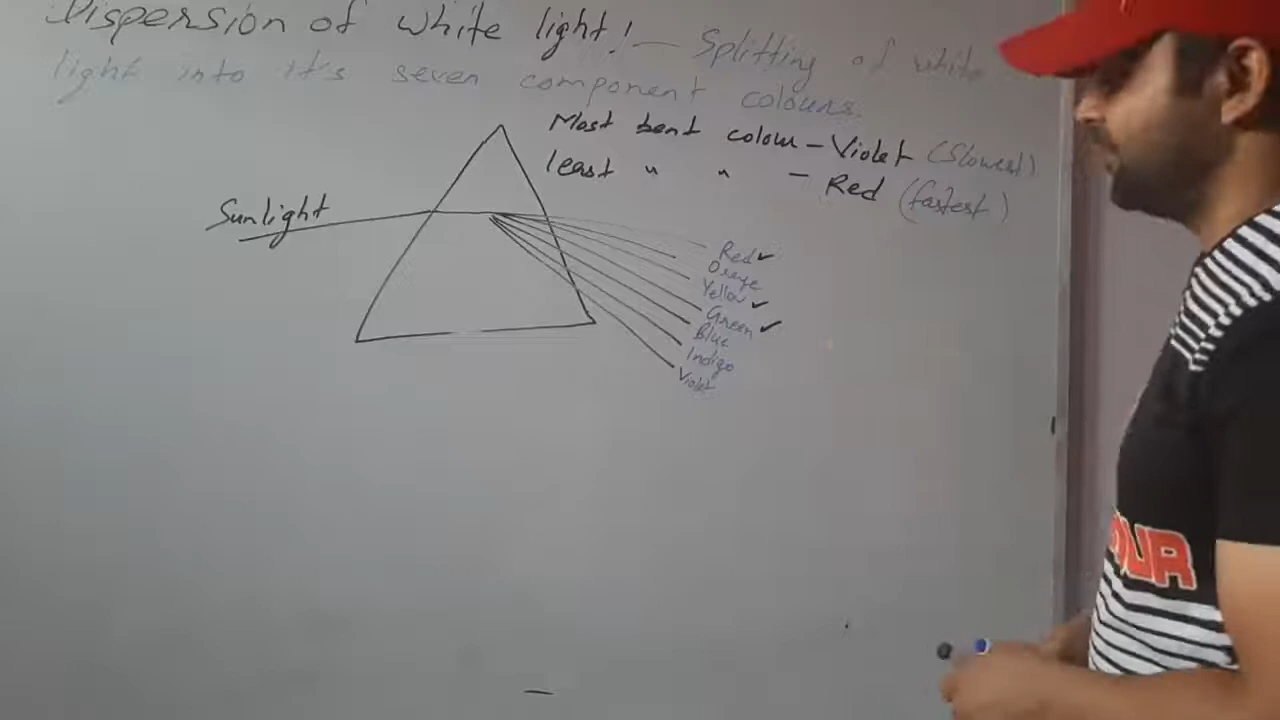 Dispersion of white light! — Splitting of white
light into it's seven component colours.
Most bent colour - Violet (Slowest)
least " " - Red (fastest)
Sunlight
Red ✓
Orange
Yellow ✓
Green ✓
Blue
Indigo
Violet
OUR